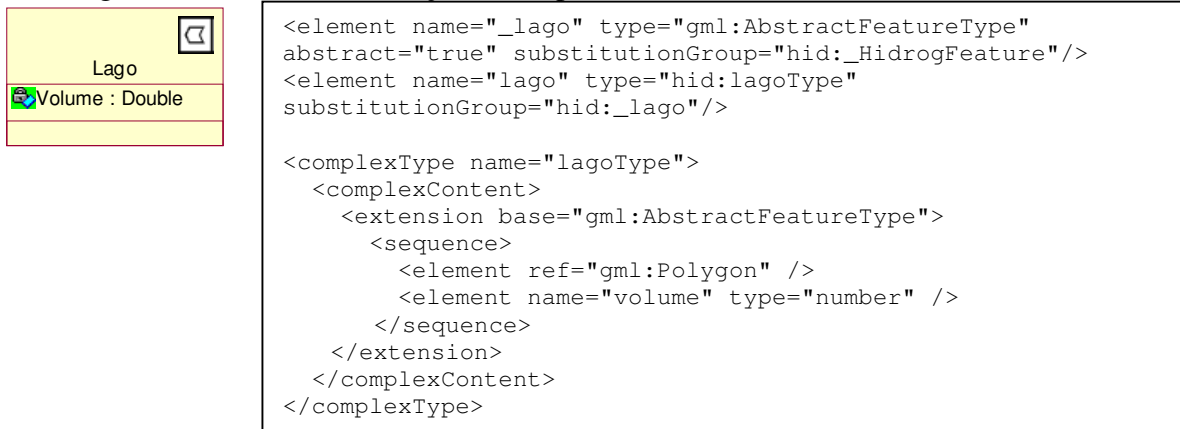 Lago
Volume : Double
<element name="_lago" type="gml:AbstractFeatureType"
abstract="true" substitutionGroup="hid:_HidrogFeature"/>
<element name="lago" type="hid:lagoType"
substitutionGroup="hid:_lago"/>
<complexType name="lagoType">
<complexContent>
<extension base="gml:AbstractFeatureType">
<sequence>
<element ref="gml:Polygon" />
<element name="volume" type="number" />
</sequence>
</extension>
</complexContent>
</complexType>